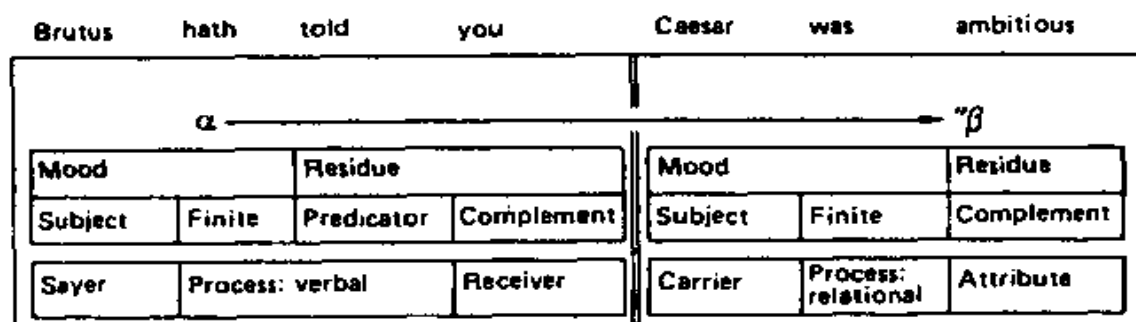 Brutus hath told you Caesar was ambitious
α "β
Mood Residue Mood Residue
Subject Finite Predicator Complement Subject Finite Complement
Sayer Process: verbal Receiver Carrier Process: relational Attribute